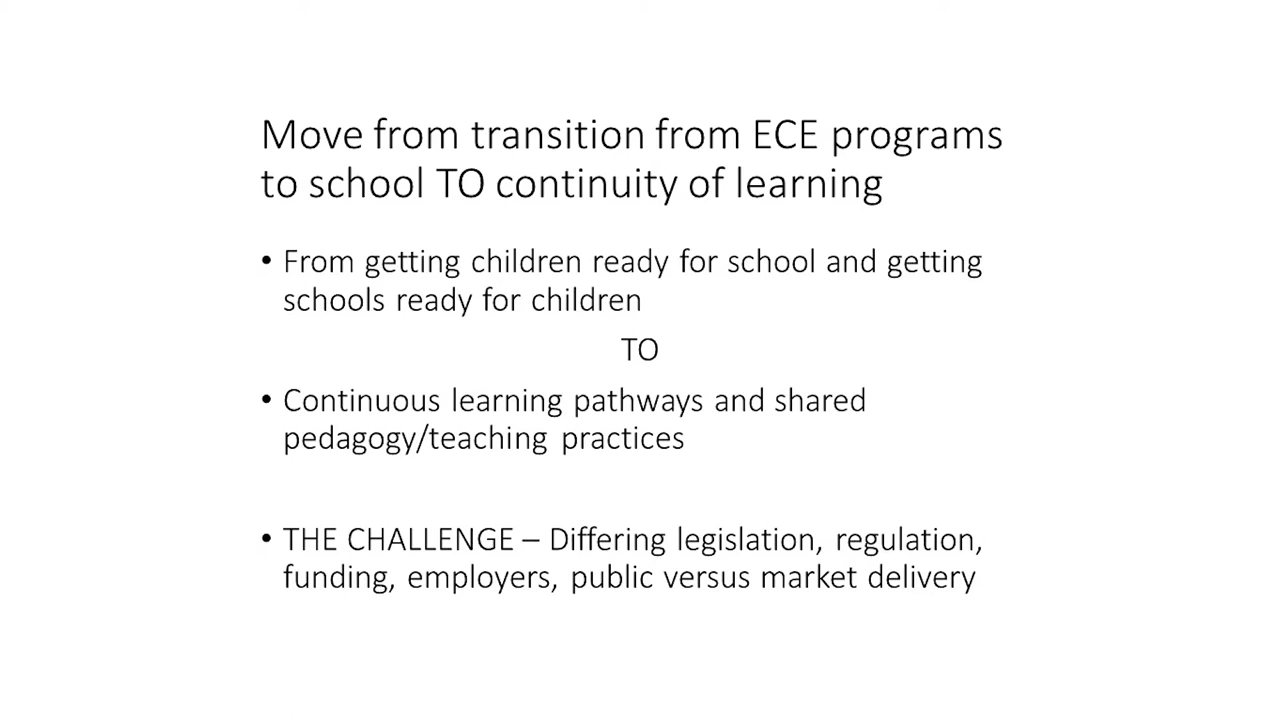 Move from transition from ECE programs
to school TO continuity of learning
• From getting children ready for school and getting
schools ready for children
TO
• Continuous learning pathways and shared
pedagogy/teaching practices
• THE CHALLENGE – Differing legislation, regulation,
funding, employers, public versus market delivery